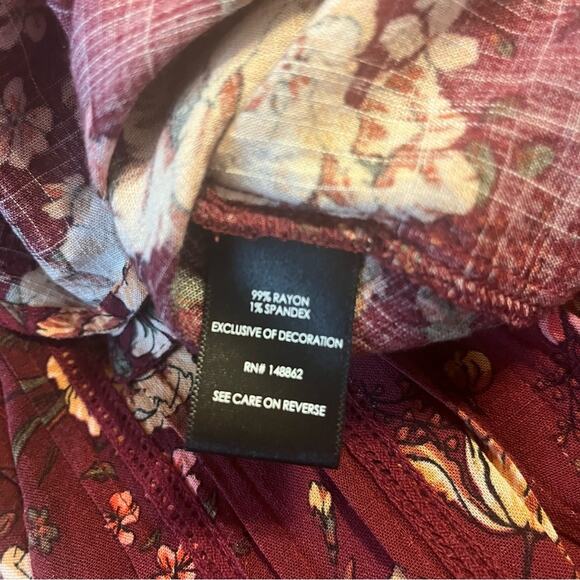 99% RAYON
1% SPANDEX
EXCLUSIVE OF DECORATION
RN# 148862
SEE CARE ON REVERSE